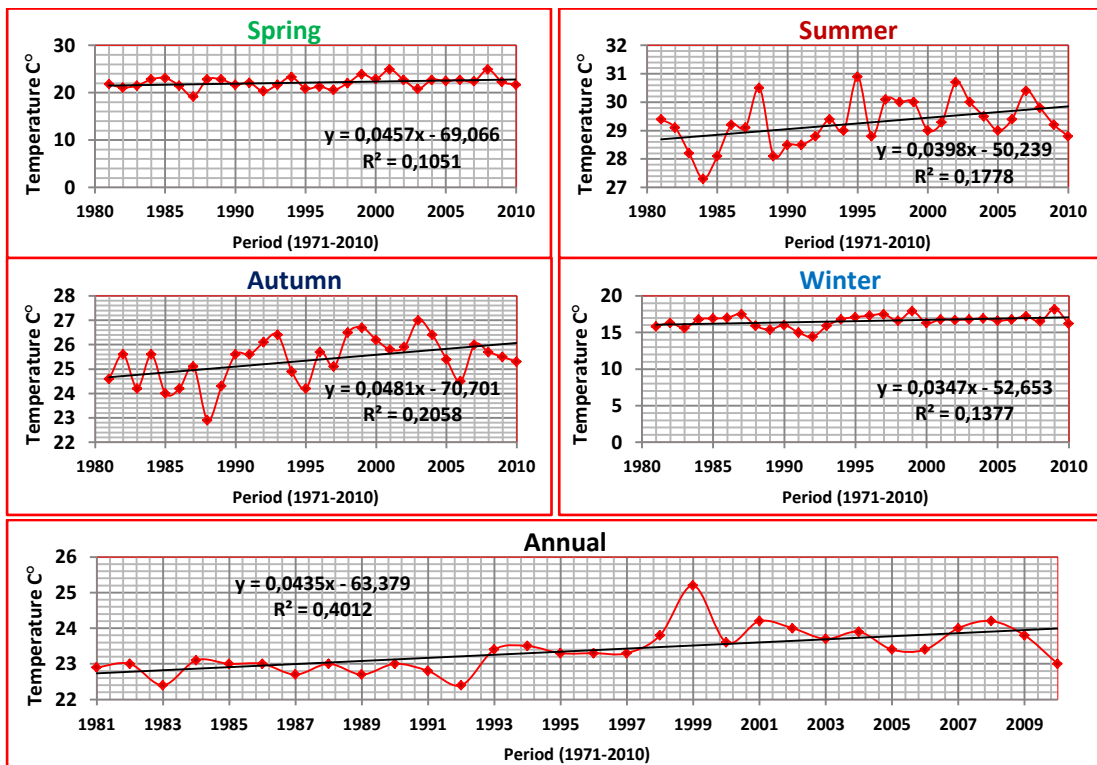 Spring
Temperature C°
30
20
10
0
y = 0,0457x - 69,066
R² = 0,1051
1980 1985 1990 1995 2000 2005 2010
Period (1971-2010)
Summer
Temperature C°
32
31
30
29
28
27
y = 0,0398x - 50,239
R² = 0,1778
1980 1985 1990 1995 2000 2005 2010
Period (1971-2010)
Autumn
Temperature C°
28
27
26
25
24
23
22
y = 0,0481x - 70,701
R² = 0,2058
1980 1985 1990 1995 2000 2005 2010
Period (1971-2010)
Winter
Temperature C°
20
15
10
5
0
y = 0,0347x - 52,653
R² = 0,1377
1980 1985 1990 1995 2000 2005 2010
Period (1971-2010)
Annual
Temperature C°
26
25
24
23
22
y = 0,0435x - 63,379
R² = 0,4012
1981 1983 1985 1987 1989 1991 1993 1995 1997 1999 2001 2003 2005 2007 2009
Period (1971-2010)